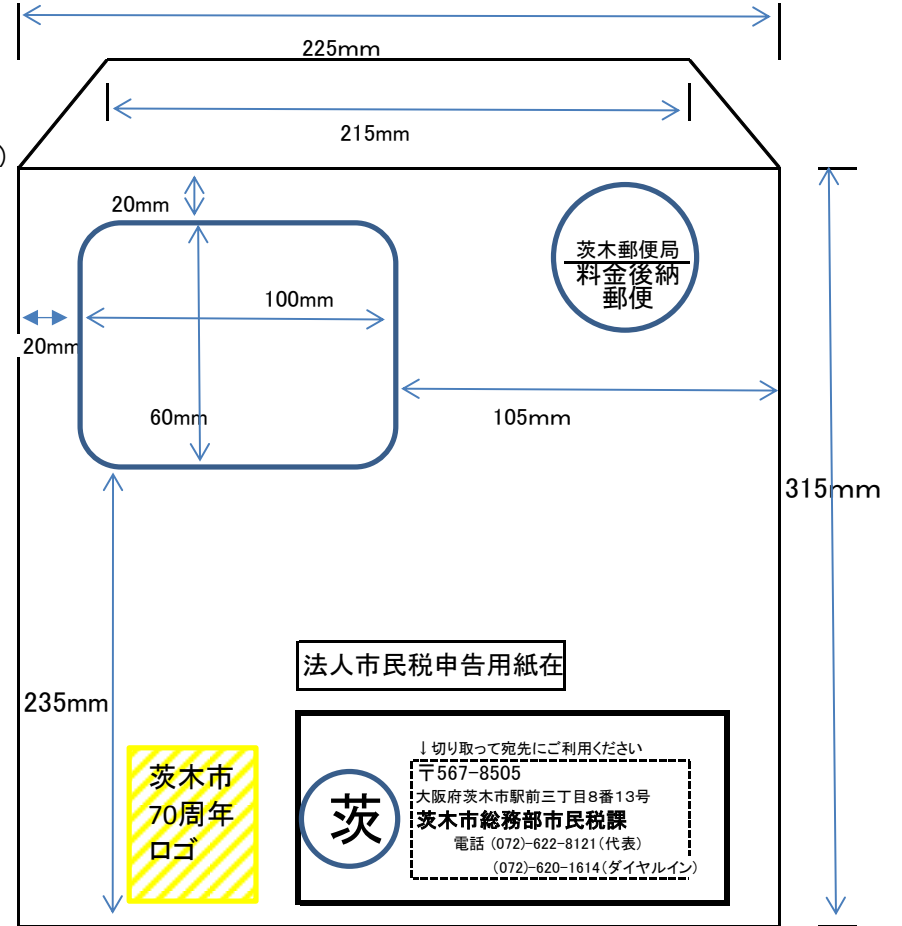 225mm
215mm
)
20mm
茨木郵便局
料金後納
郵便
100mm
20mm
60mm
105mm
315mm
法人市民税申告用紙在
235mm
茨木市
70周年
ロゴ
茨
↓切り取って宛先にご利用ください
〒567-8505
大阪府茨木市駅前三丁目8番13号
茨木市総務部市民税課
電話 (072)-622-8121(代表)
(072)-620-1614(ダイヤルイン)